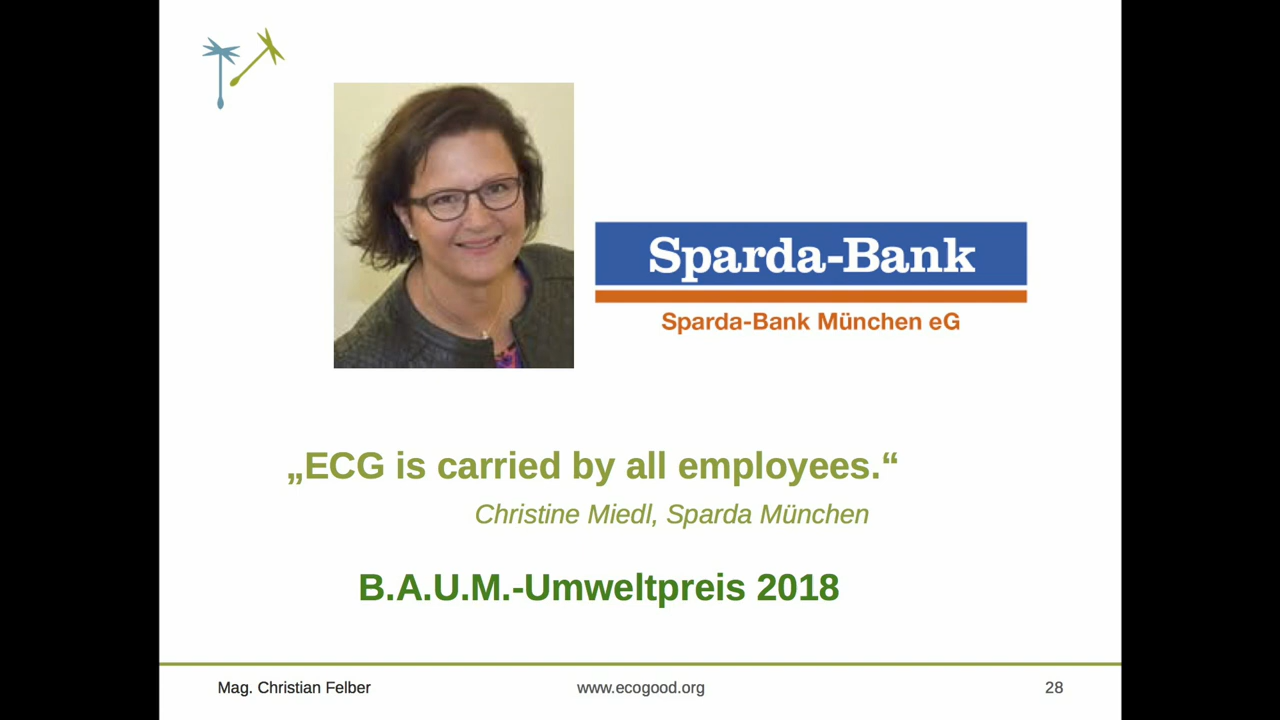 Sparda-Bank
Sparda-Bank München eG
„ECG is carried by all employees.“
Christine Miedl, Sparda München
B.A.U.M.-Umweltpreis 2018
Mag. Christian Felber
www.ecogood.org
28